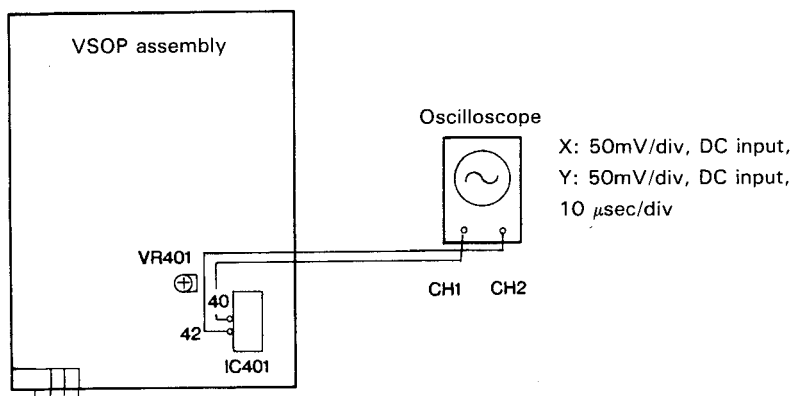 VSOP assembly
Oscilloscope
X: 50mV/div, DC input,
Y: 50mV/div, DC input,
10 μsec/div
VR401
CH1
CH2
40
42
IC401